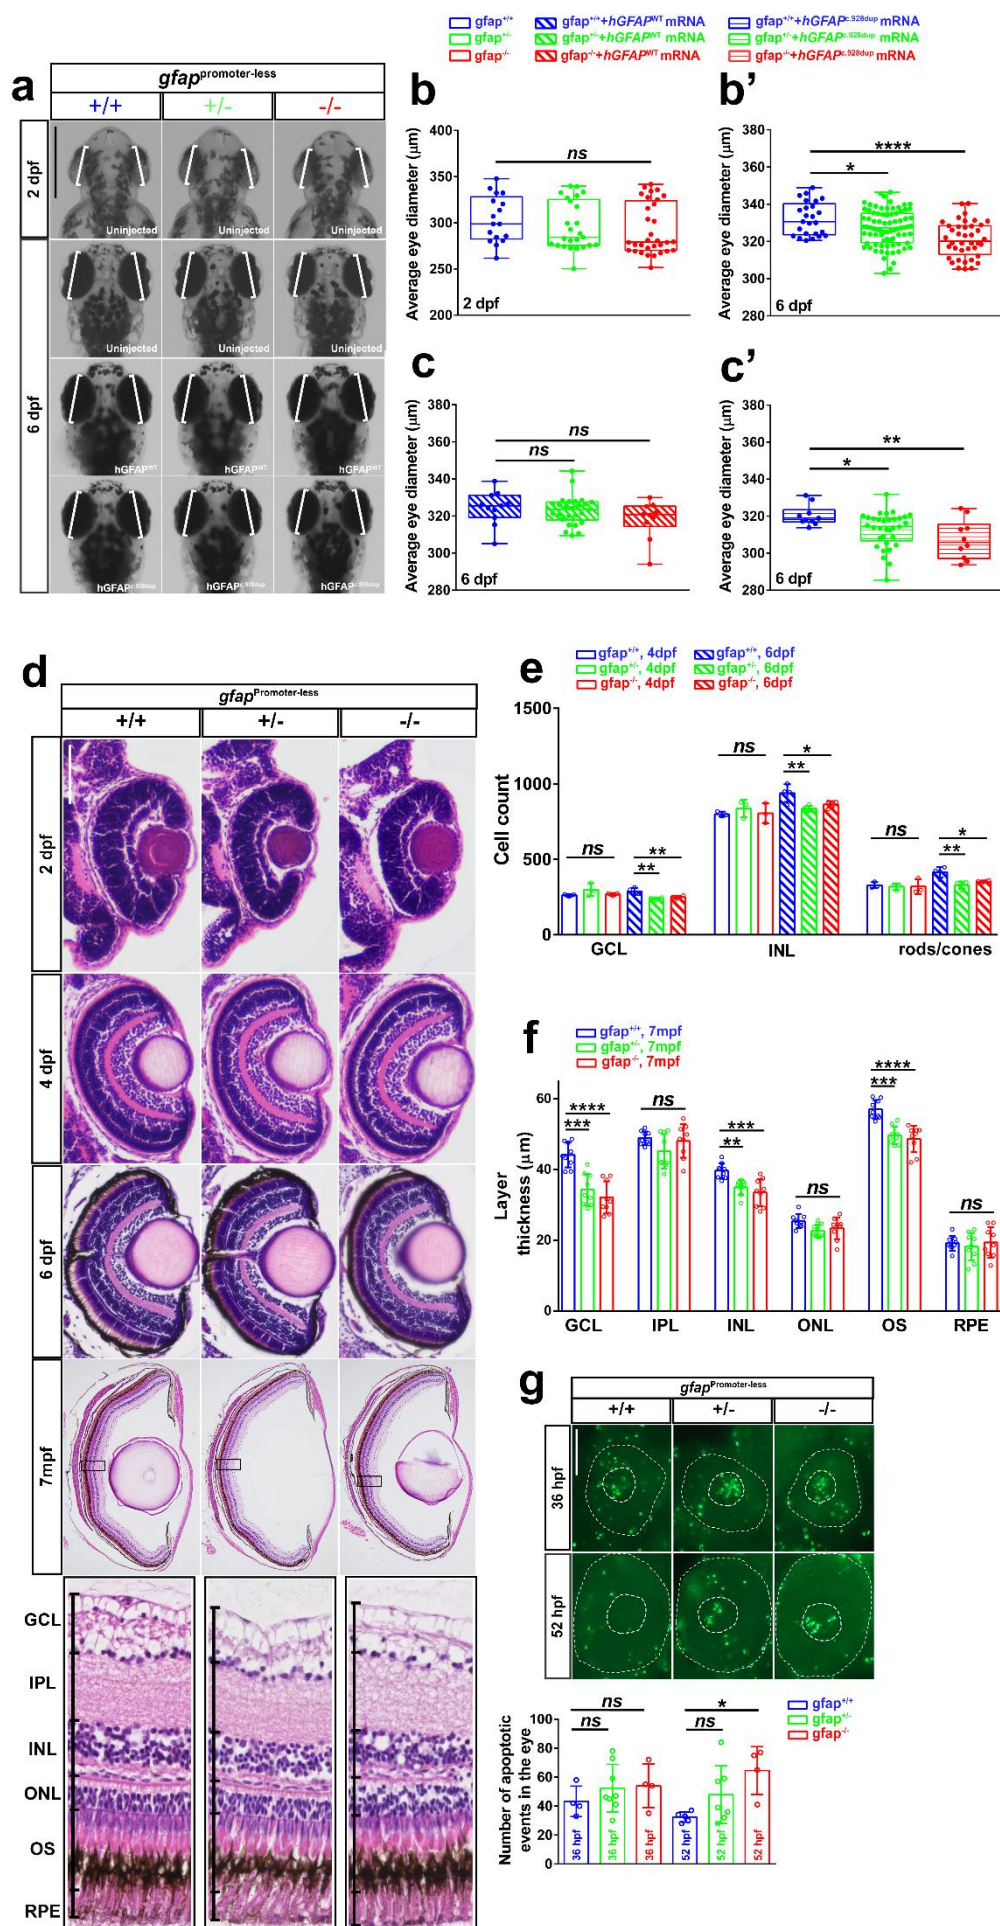 gfap+/+ gfap+/++hGFAPWT mRNA gfap+/++hGFAPc.928dup mRNA
gfap+/- gfap+/-+hGFAPWT mRNA gfap+/-+hGFAPc.928dup mRNA
gfap-/- gfap-/-+hGFAPWT mRNA gfap-/-+hGFAPc.928dup mRNA
a
gfappromoter-less
+/+ +/- -/-
2 dpf
Uninjected Uninjected Uninjected
6 dpf
Uninjected Uninjected Uninjected
hGFAPWT hGFAPWT hGFAPWT
hGFAPc.928dup hGFAPc.928dup hGFAPc.928dup
b
Average eye diameter (µm)
400
350
300
250
200
ns
2 dpf
b'
Average eye diameter (µm)
380
360
340
320
300
280
****
*
6 dpf
c
Average eye diameter (µm)
380
360
340
320
300
280
ns
ns
6 dpf
c'
Average eye diameter (µm)
380
360
340
320
300
280
**
*
6 dpf
d
gfapPromoter-less
+/+ +/- -/-
2 dpf
4 dpf
6 dpf
7mpf
GCL
IPL
INL
ONL
OS
RPE
e
gfap+/+, 4dpf gfap+/+, 6dpf
gfap+/-, 4dpf gfap+/-, 6dpf
gfap-/-, 4dpf gfap-/-, 6dpf
Cell count
1500
1000
500
0
ns ** **
ns * **
ns * **
GCL INL rods/cones
f
gfap+/+, 7mpf
gfap+/-, 7mpf
gfap-/-, 7mpf
Layer
thickness (µm)
60
40
20
0
**** ***
ns
*** **
ns
**** ***
ns
GCL IPL INL ONL OS RPE
g
gfapPromoter-less
+/+ +/- -/-
36 hpf
52 hpf
Number of apoptotic
events in the eye
100
80
60
40
20
0
ns *
ns ns
36 hpf 36 hpf 36 hpf 52 hpf 52 hpf 52 hpf
gfap+/+
gfap+/-
gfap-/-